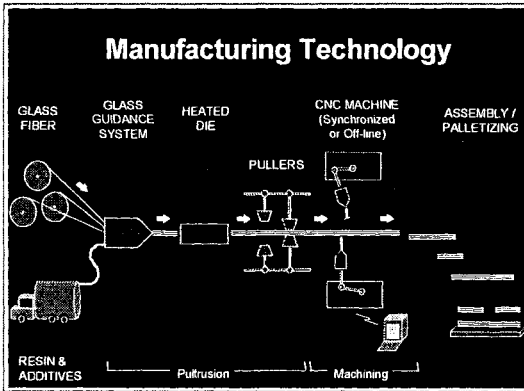 Manufacturing Technology
GLASS
FIBER
GLASS
GUIDANCE
SYSTEM
HEATED
DIE
PULLERS
CNC MACHINE
(Synchronized
or Off-line)
ASSEMBLY /
PALLETIZING
RESIN &
ADDITIVES
Pultrusion
Machining